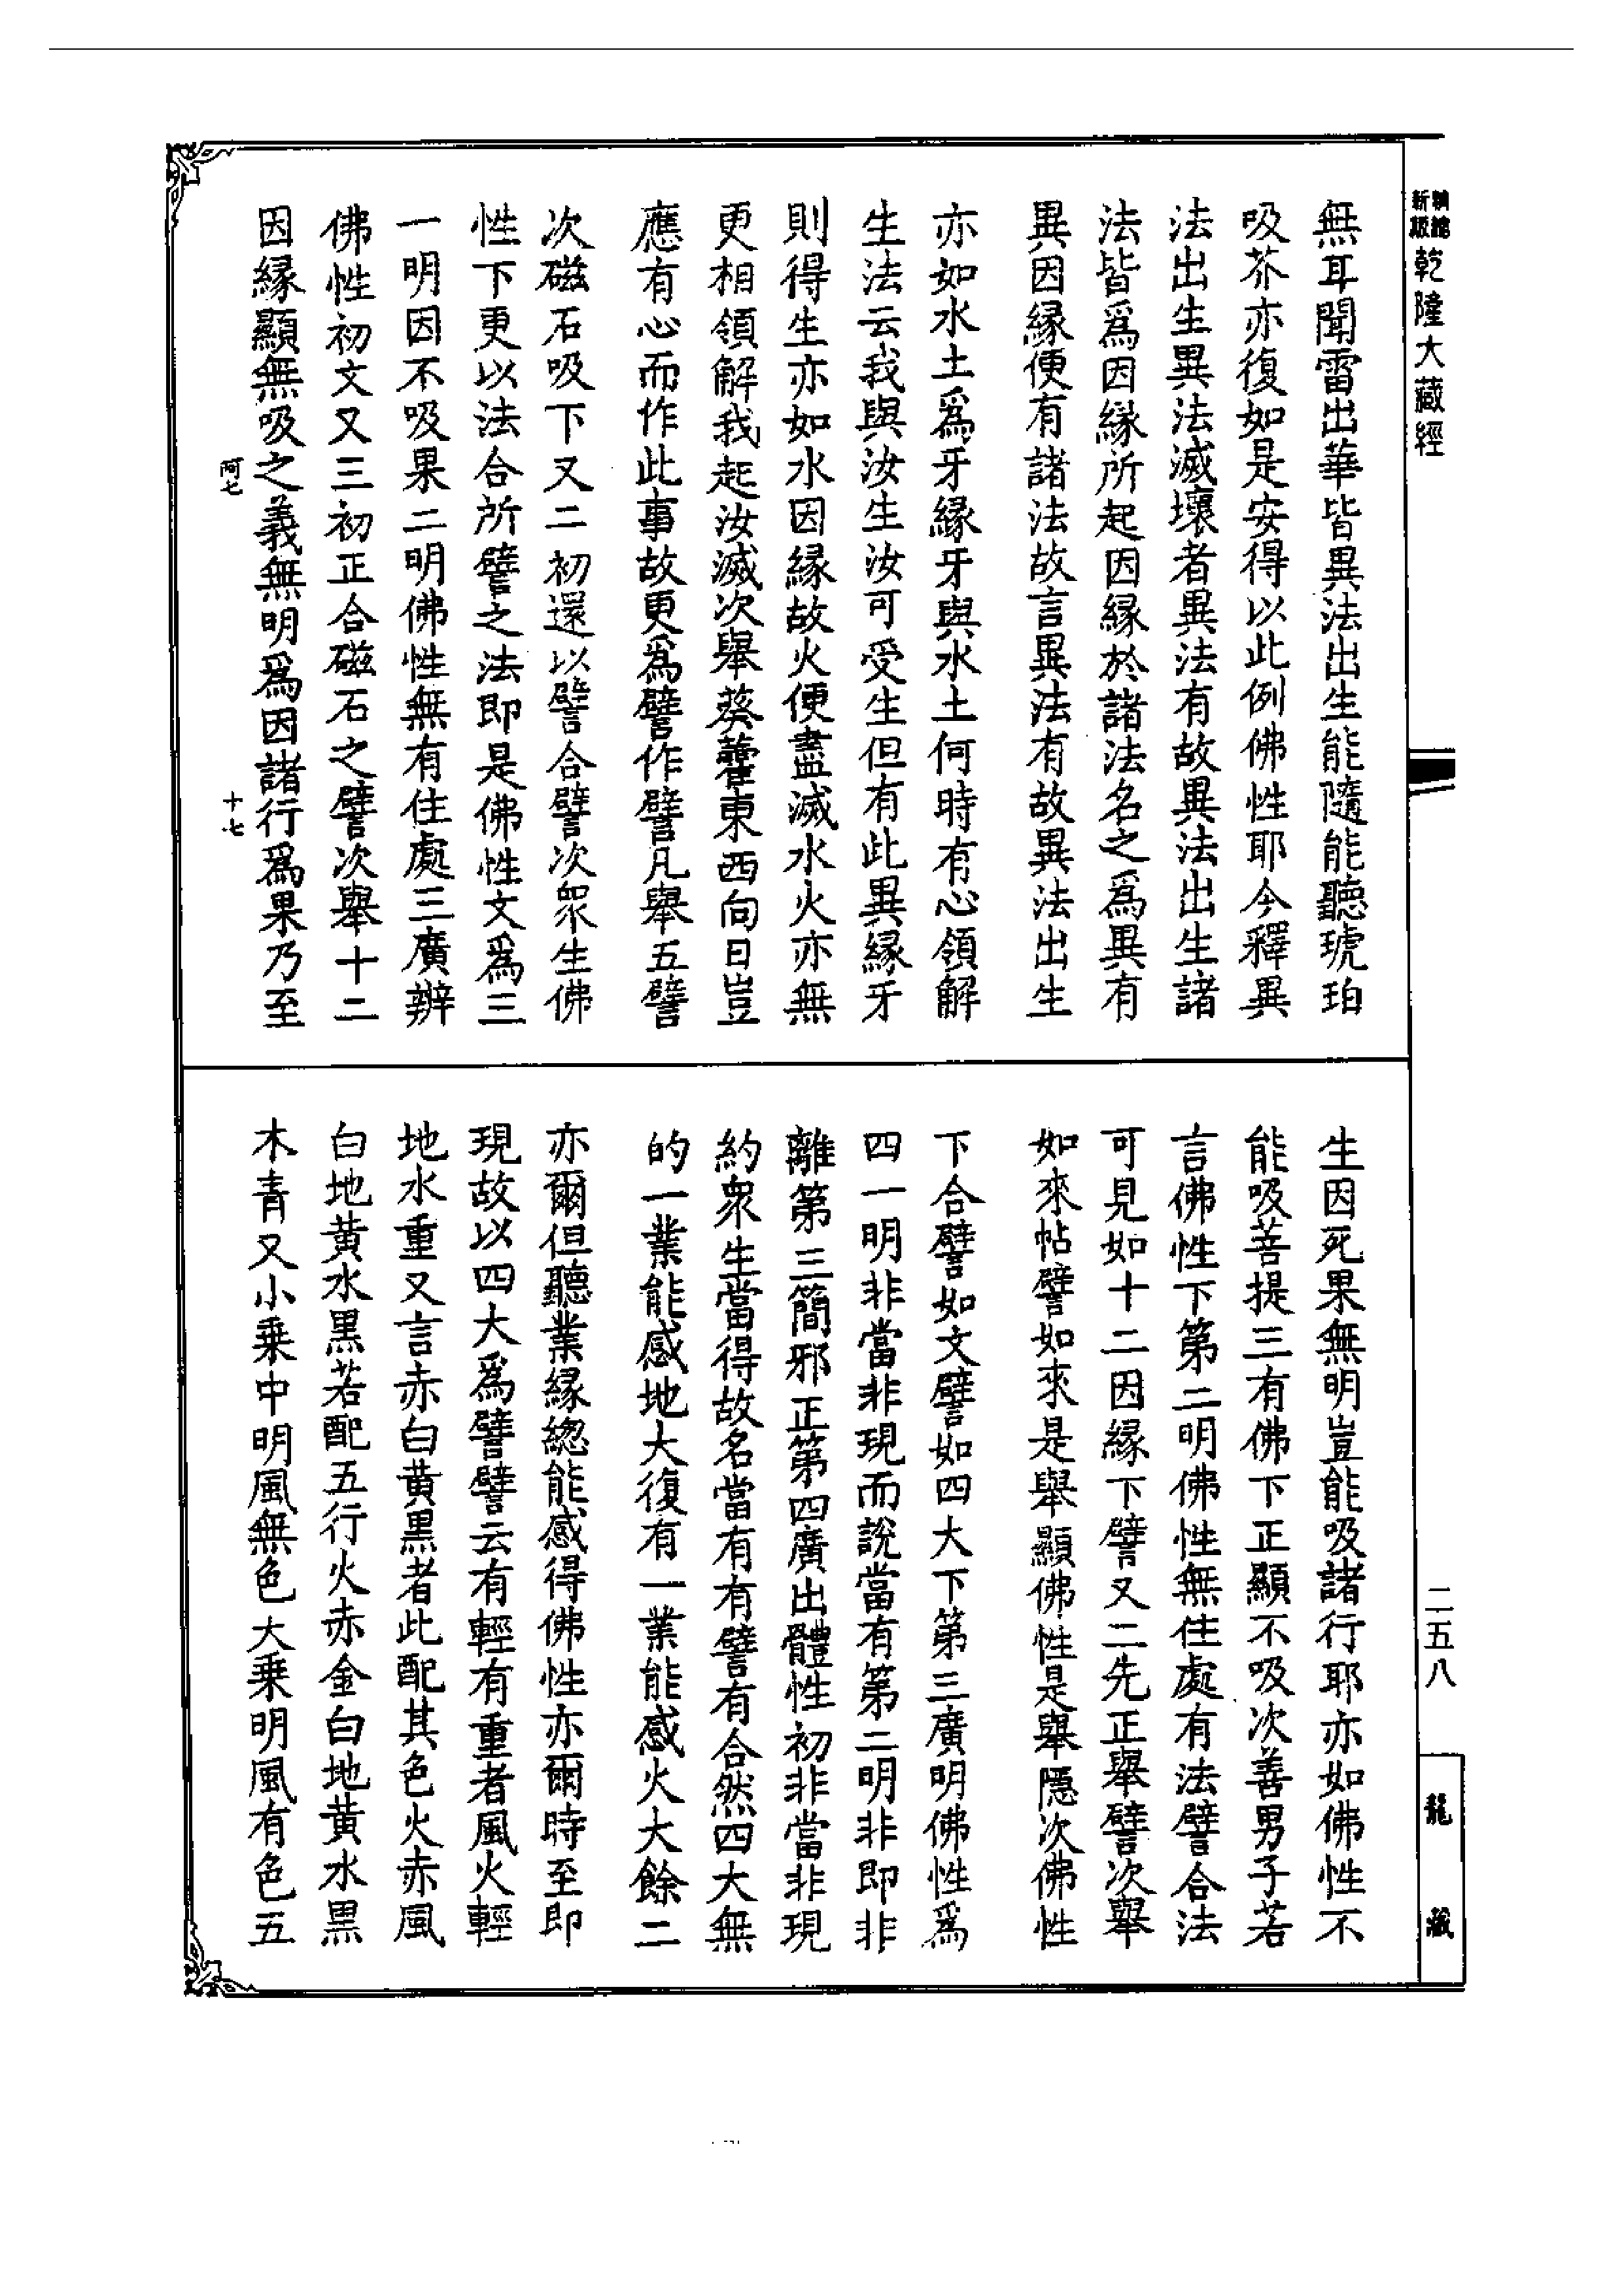 新編
縮版
乾隆大藏經
無耳聞雷出華皆異法出生能隨能聽琥珀
吸芥亦復如是安得以此例佛性耶今釋異
法出生異法滅壞者異法有故異法出生諸
法皆爲因緣所起因緣於諸法名之爲異有
異因緣便有諸法故言異法有故異法出生
亦如水土爲牙緣牙與水土何時有心領解
生法云我與汝生汝可受生但有此異緣牙
則得生亦如水因緣故火便盡滅水火亦無
更相領解我起汝滅次舉葵藿東西向日豈
應有心而作此事故更爲譬作譬凡舉五譬
次磁石吸下又二初還以譬合譬次衆生佛
性下更以法合所譬之法即是佛性文爲三
一明因不吸果二明佛性無有住處三廣辨
佛性初文又三初正合磁石之譬次舉十二
因緣顯無吸之義無明爲因諸行爲果乃至
阿七
十七
生因死果無明豈能吸諸行耶亦如佛性不
能吸菩提三有佛下正顯不吸次善男子若
言佛性下第二明佛性無住處有法譬合法
可見如十二因緣下譬又二先正舉譬次舉
如來帖譬如來是舉顯佛性是舉隱次佛性
下合譬如文譬如四大下第三廣明佛性爲
四一明非當非現而說當有第二明非即非
離第三簡邪正第四廣出體性初非當非現
約衆生當得故名當有有譬有合然四大無
的一業能感地大復有一業能感火大餘二
亦爾但聽業緣緫能感得佛性亦爾時至即
現故以四大爲譬譬云有輕有重者風火輕
地水重又言赤白黃黑者此配其色火赤風
白地黃水黑若配五行火赤金白地黃水黑
木青又小乘中明風無色大乘明風有色五
二五八
龍藏